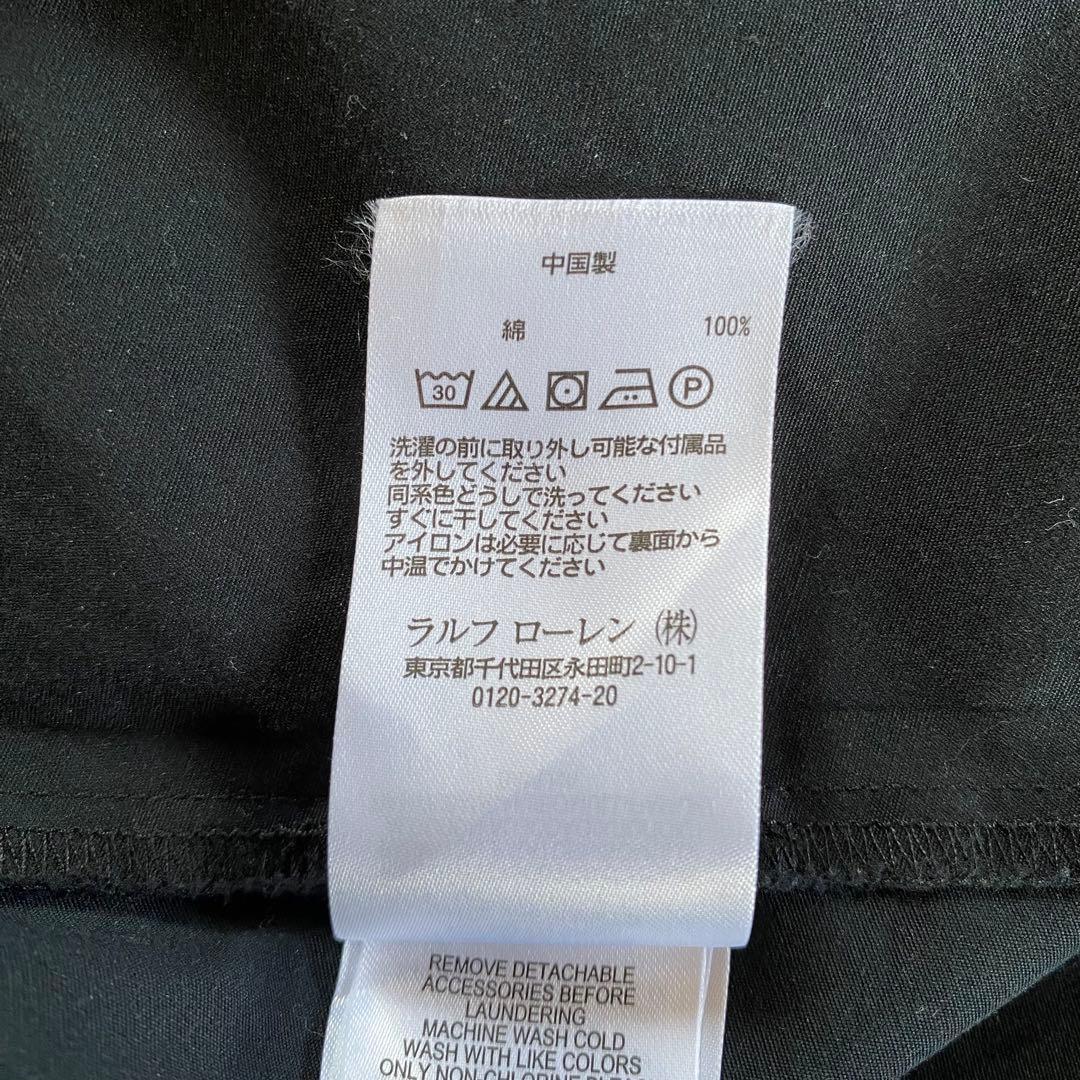 中国製
綿 100%
30 P
洗濯の前に取り外し可能な付属品
を外してください
同系色どうしで洗ってください
すぐに干してください
アイロンは必要に応じて裏面から
中温でかけてください
ラルフ ローレン (株)
東京都千代田区永田町2-10-1
0120-3274-20
REMOVE DETACHABLE
ACCESSORIES BEFORE
LAUNDERING
MACHINE WASH COLD
WASH WITH LIKE COLORS
ONLY NON-CHLORINE